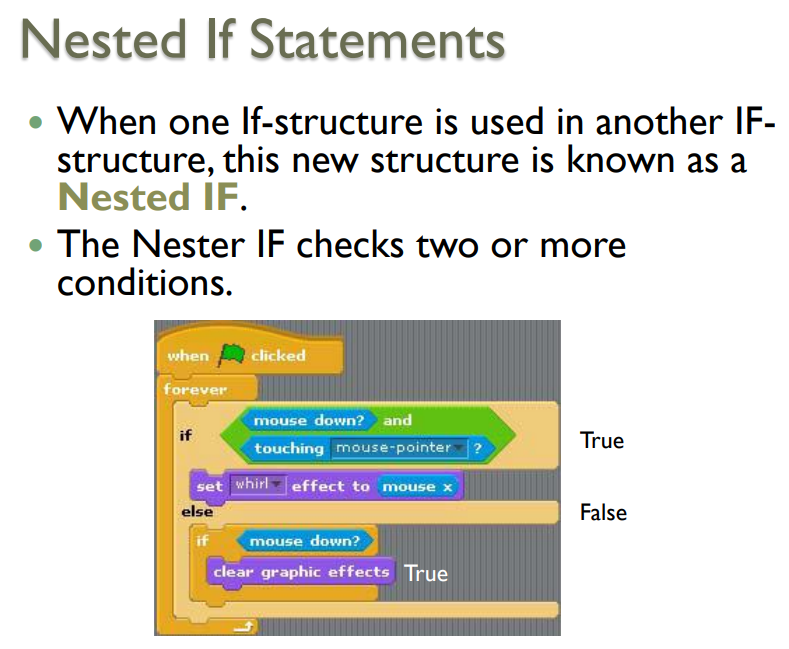 Nested If Statements
• When one If-structure is used in another IF-
structure, this new structure is known as a
Nested IF.
• The Nester IF checks two or more
conditions.
when clicked
forever
if mouse down? and
touching mouse-pointer ?
True
set whirl effect to mouse x
else
False
if mouse down?
clear graphic effects True